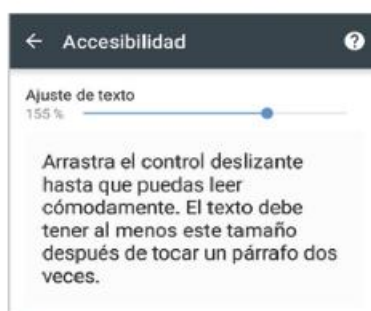 Accesibilidad
Ajuste de texto
155 %
Arrastra el control deslizante
hasta que puedas leer
cómodamente. El texto debe
tener al menos este tamaño
después de tocar un párrafo dos
veces.